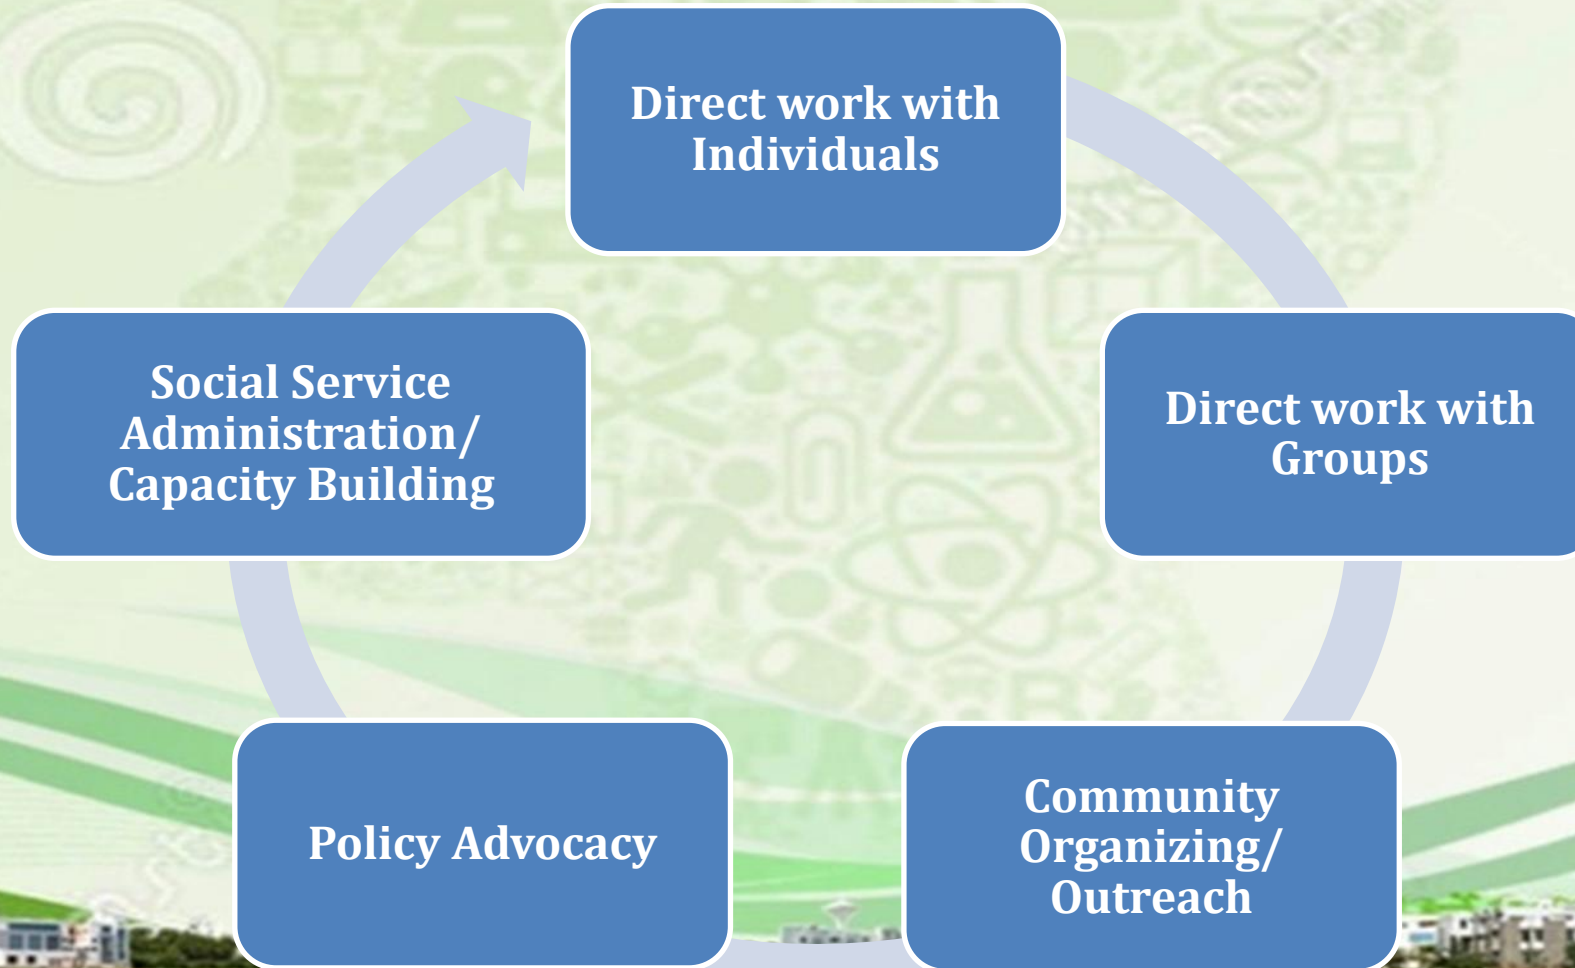 Direct work with
Individuals
Direct work with
Groups
Community
Organizing/
Outreach
Policy Advocacy
Social Service
Administration/
Capacity Building